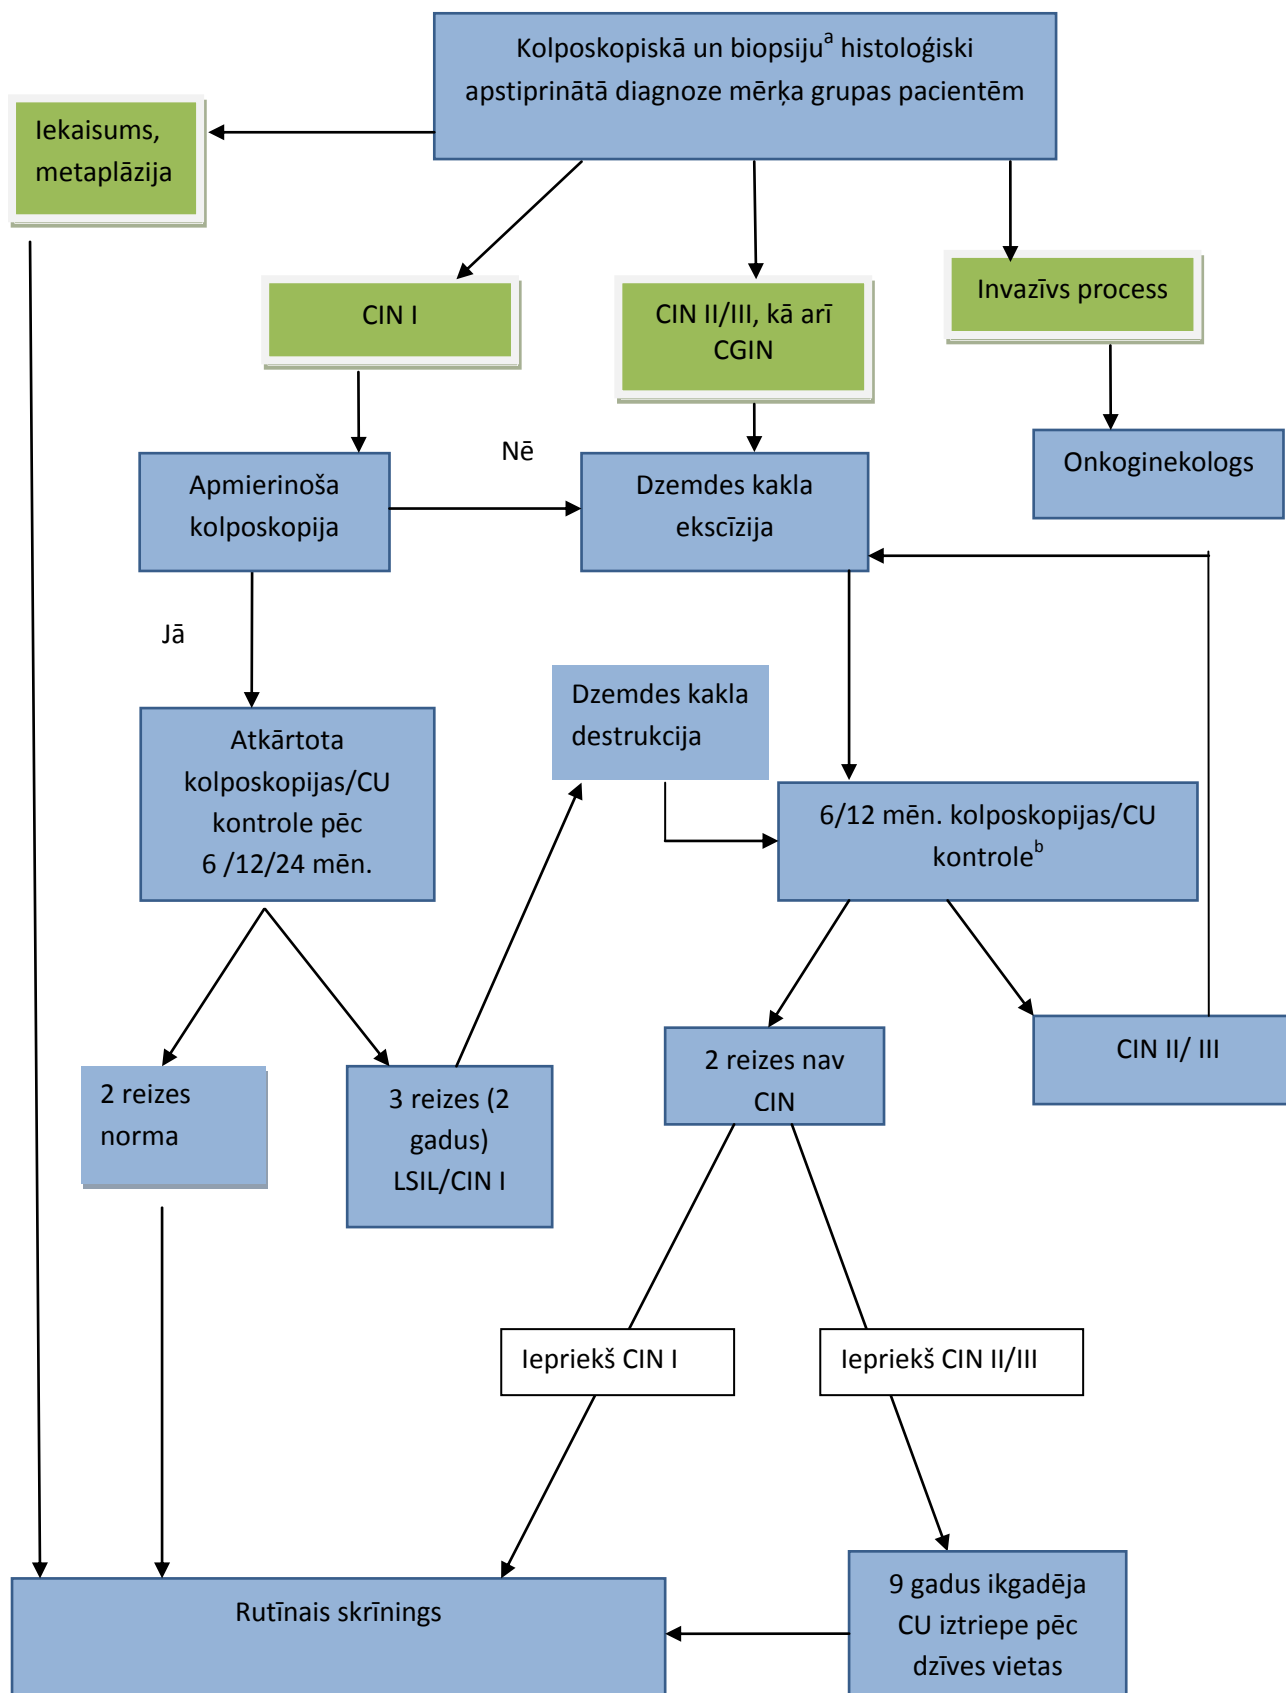 Kolposkopiskā un biopsijuª histoloģiski
apstiprinātā diagnoze mērķa grupas pacientēm
Iekaisums,
metaplāzija
CIN I
CIN II/III, kā arī
CGIN
Invazīvs process
Onkoginekologs
Nē
Apmierinoša
kolposkopija
Dzemdes kakla
ekscīzija
Jā
Dzemdes kakla
destrukcija
Atkārtota
kolposkopijas/CU
kontrole pēc
6 /12/24 mēn.
6/12 mēn. kolposkopijas/CU
kontroleᵇ
2 reizes
norma
3 reizes (2
gadus)
LSIL/CIN I
2 reizes nav
CIN
CIN II/ III
Iepriekš CIN I
Iepriekš CIN II/III
Rutīnais skrīnings
9 gadus ikgadēja
CU iztriepe pēc
dzīves vietas